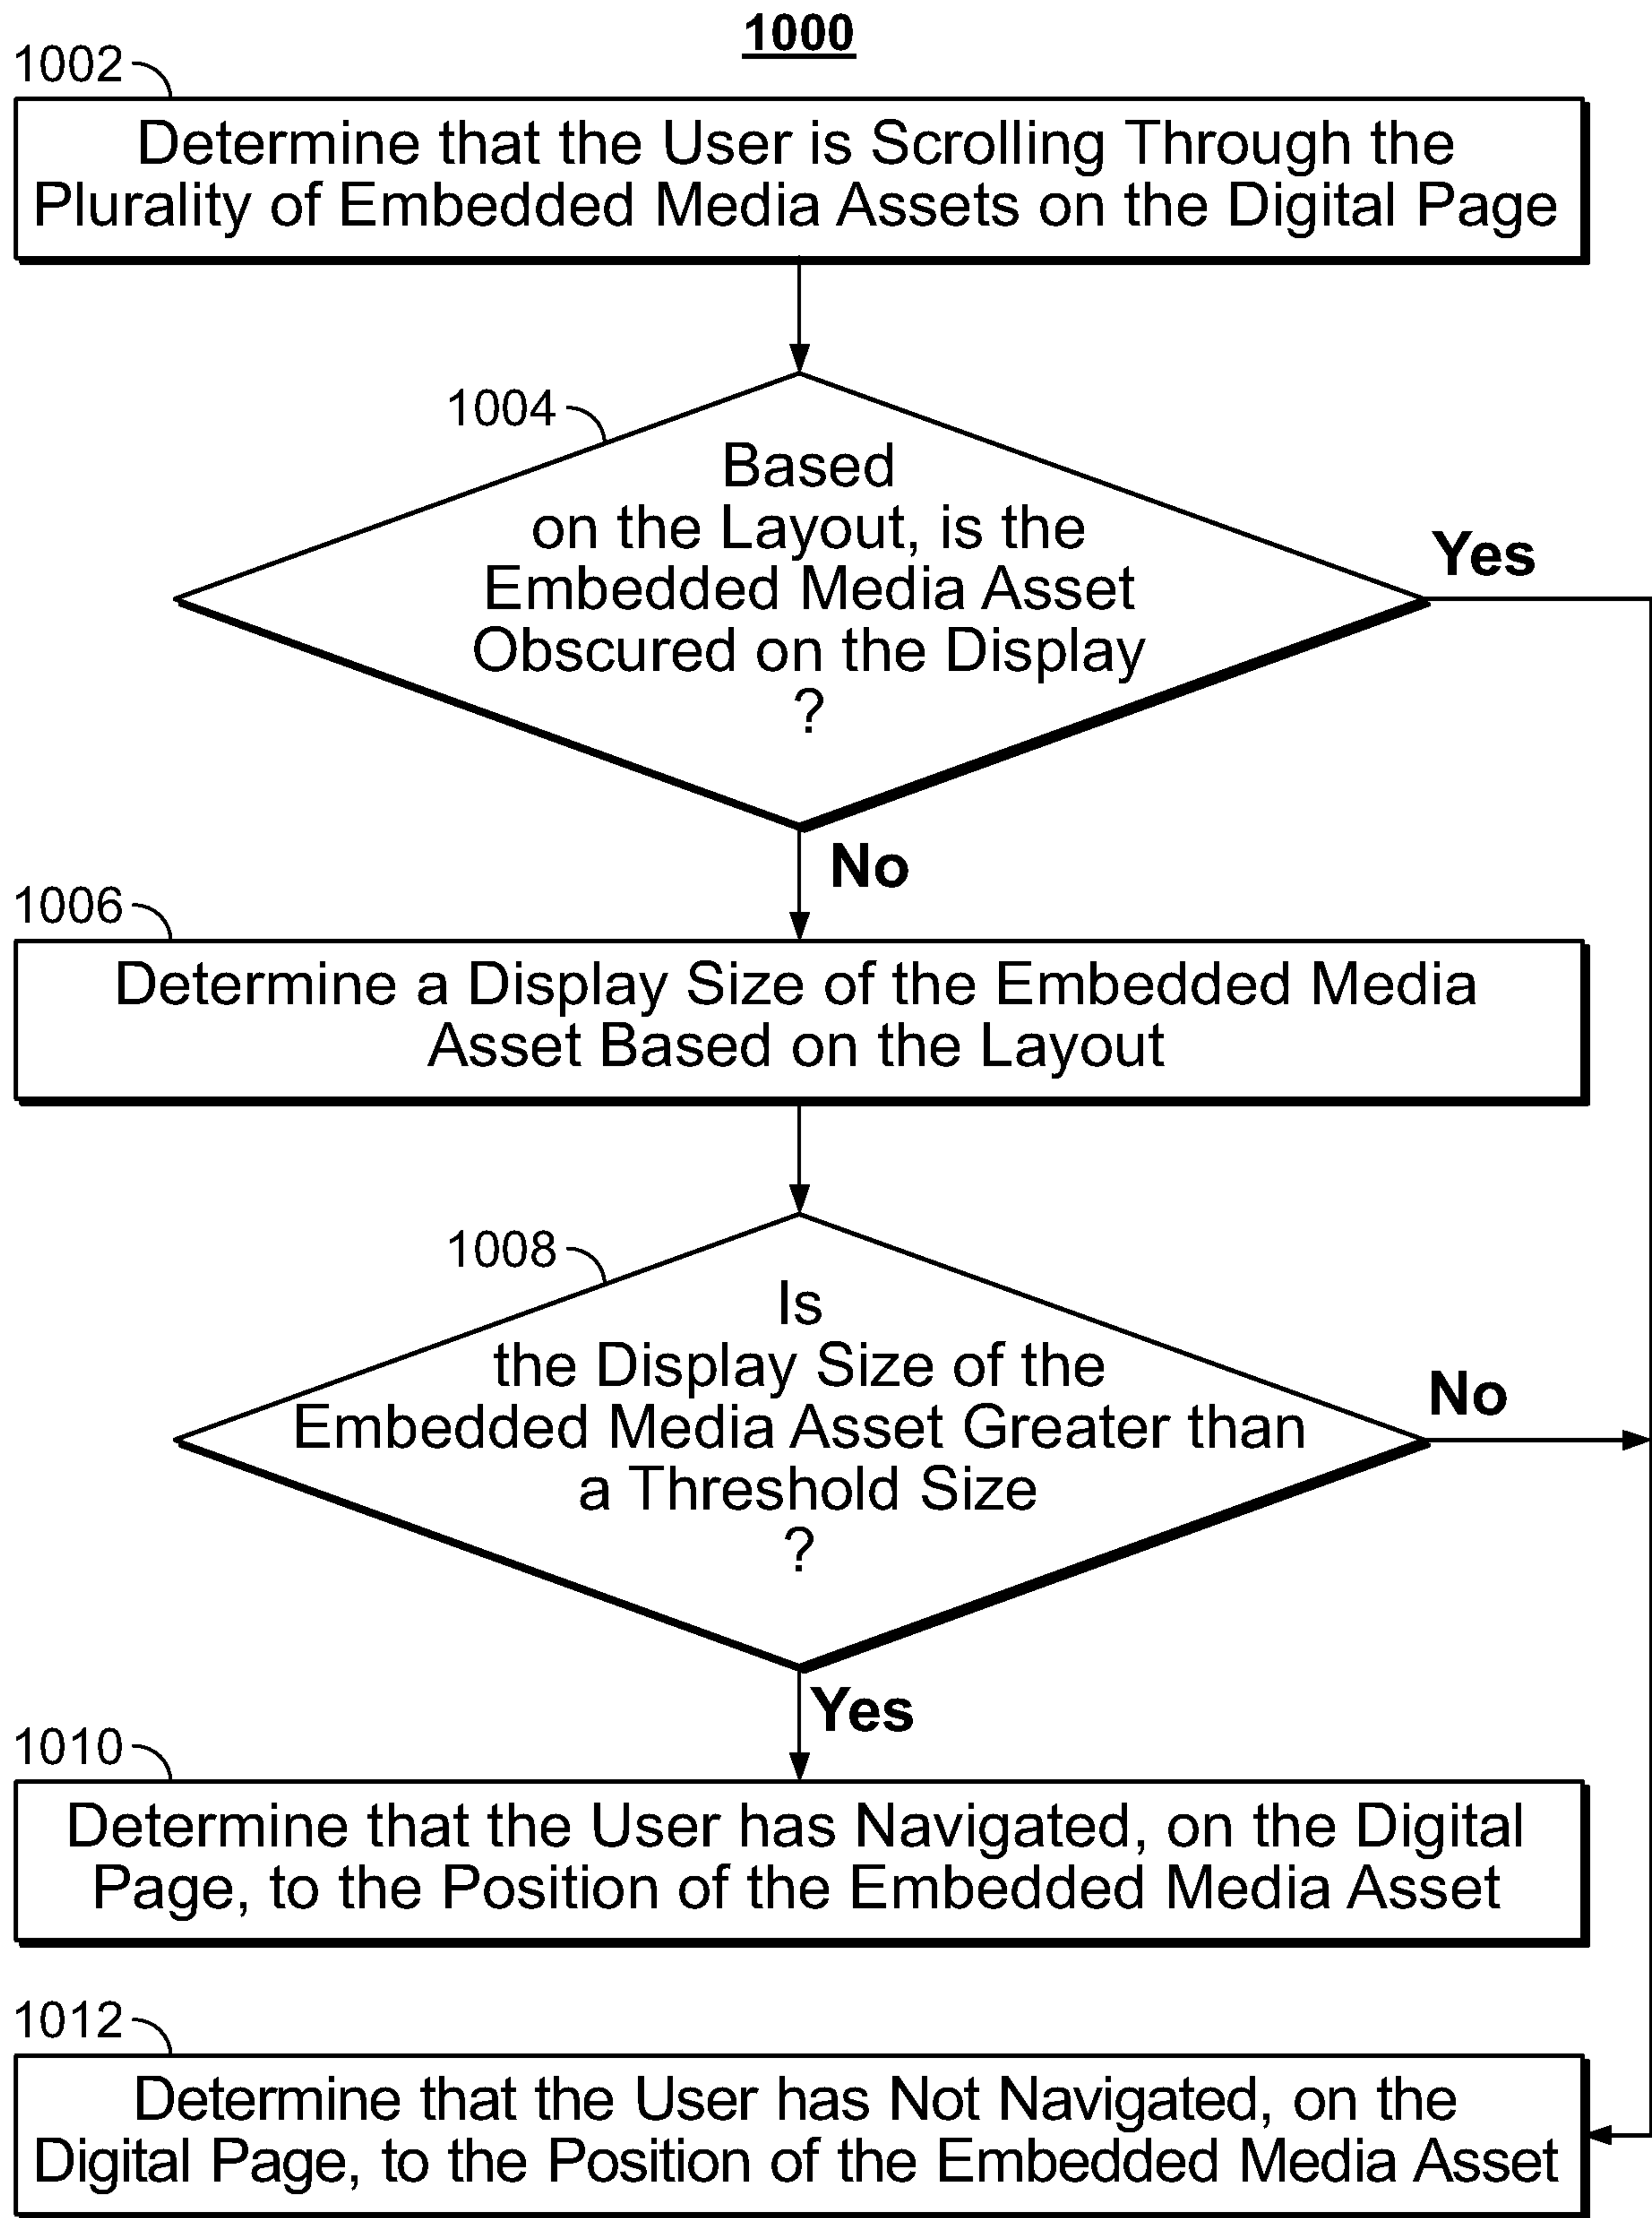 1000
1002
Determine that the User is Scrolling Through the
Plurality of Embedded Media Assets on the Digital Page
1004
Based
on the Layout, is the
Embedded Media Asset
Obscured on the Display
?
Yes
No
1006
Determine a Display Size of the Embedded Media
Asset Based on the Layout
1008
Is
the Display Size of the
Embedded Media Asset Greater than
a Threshold Size
?
No
Yes
1010
Determine that the User has Navigated, on the Digital
Page, to the Position of the Embedded Media Asset
1012
Determine that the User has Not Navigated, on the
Digital Page, to the Position of the Embedded Media Asset